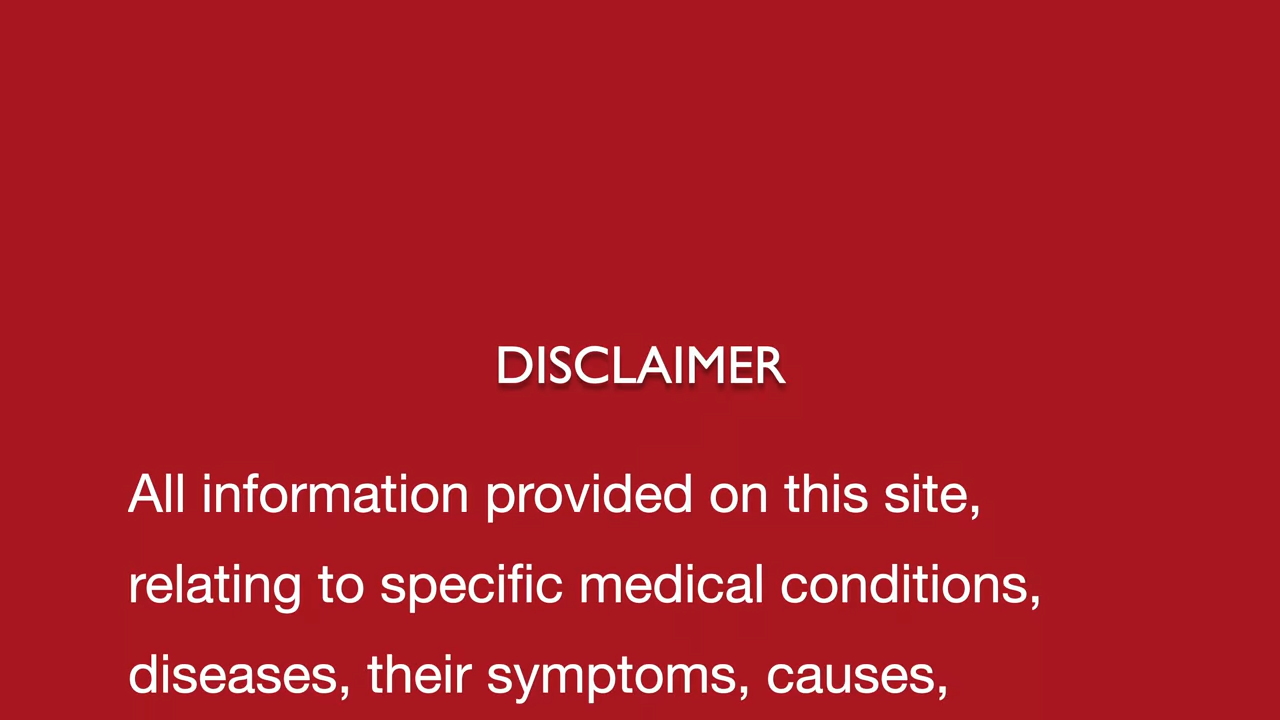 DISCLAIMER
All information provided on this site,
relating to specific medical conditions,
diseases, their symptoms, causes,